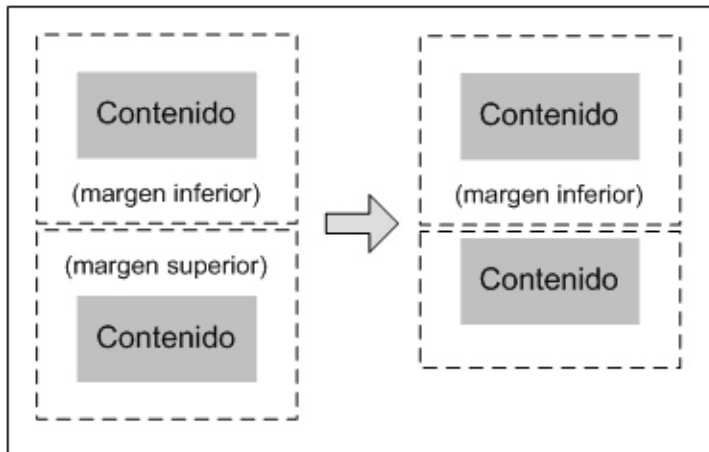 Contenido
(margen inferior)
(margen superior)
Contenido
Contenido
(margen inferior)
Contenido